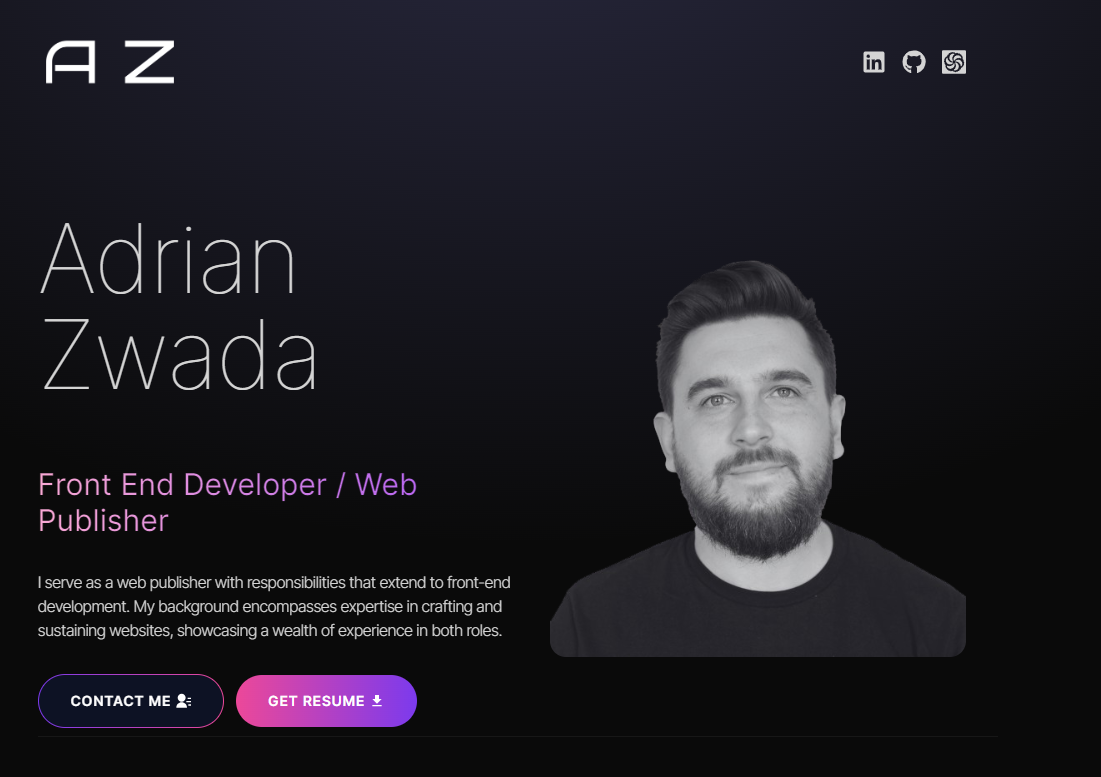 A Z
in
Adrian
Zwada
Front End Developer / Web
Publisher
I serve as a web publisher with responsibilities that extend to front-end
development. My background encompasses expertise in crafting and
sustaining websites, showcasing a wealth of experience in both roles.
CONTACT ME
GET RESUME